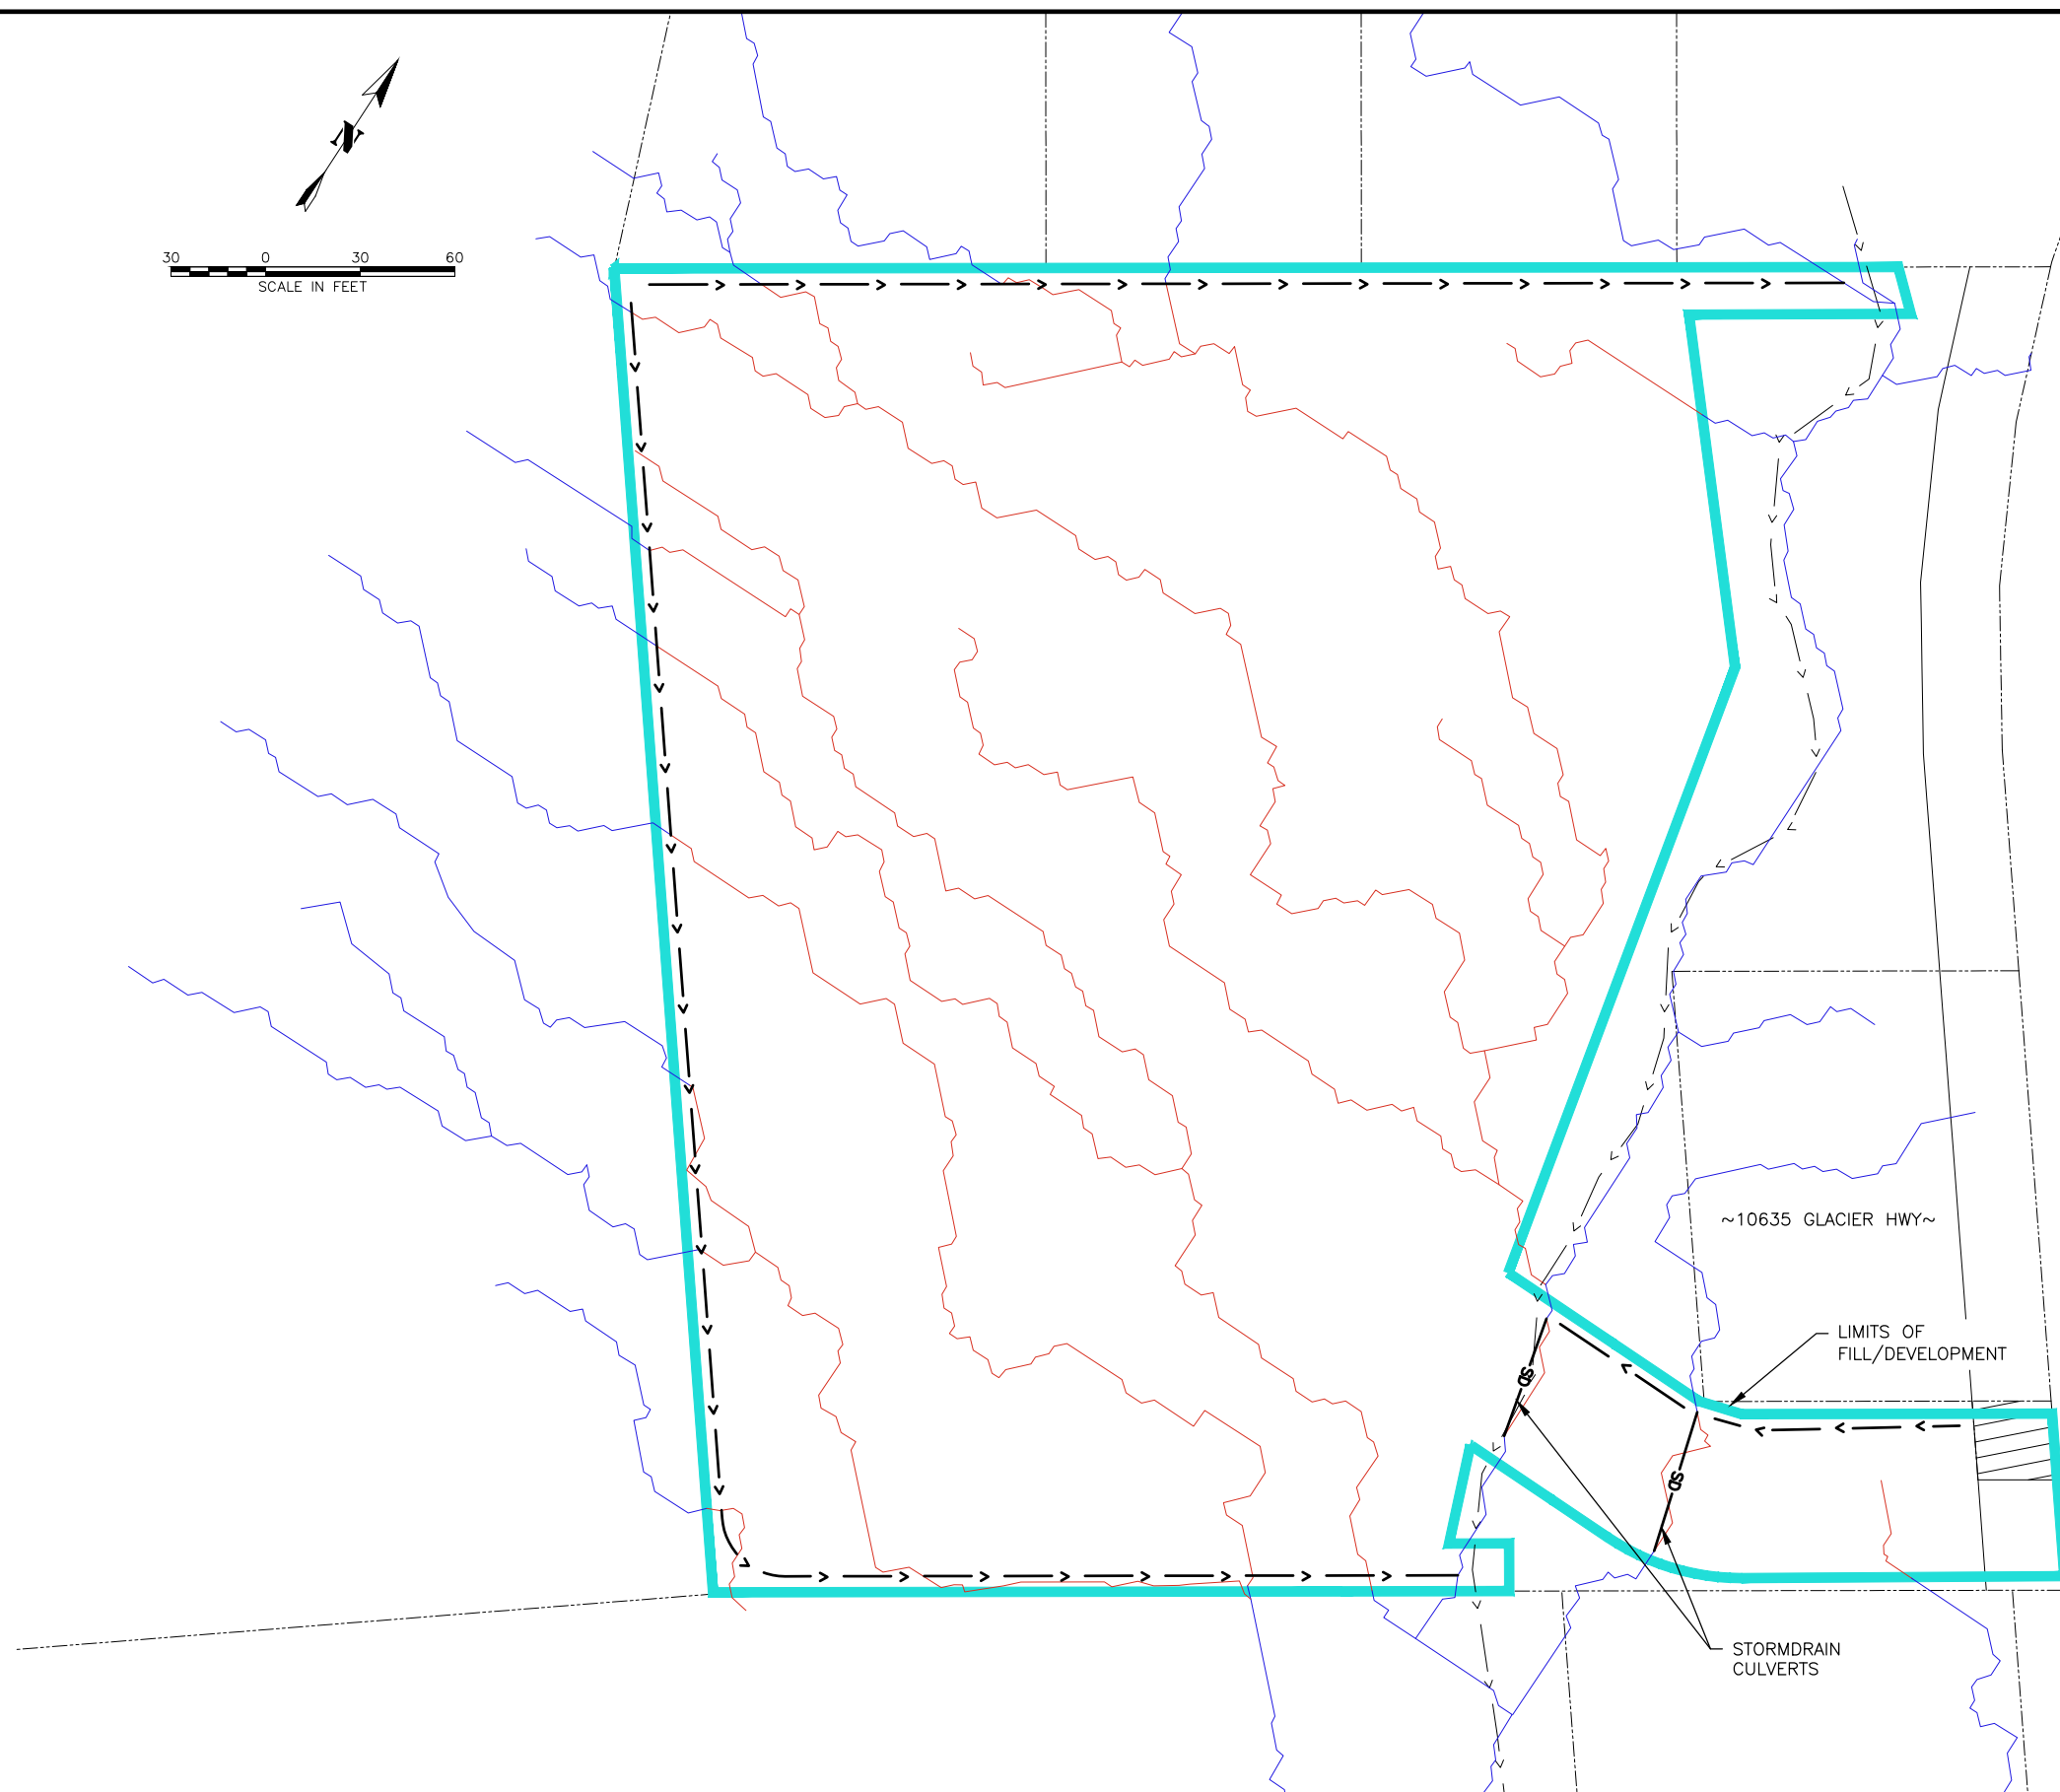 N
30 0 30 60
SCALE IN FEET
~10635 GLACIER HWY~
LIMITS OF
FILL/DEVELOPMENT
SD
SD
STORMDRAIN
CULVERTS